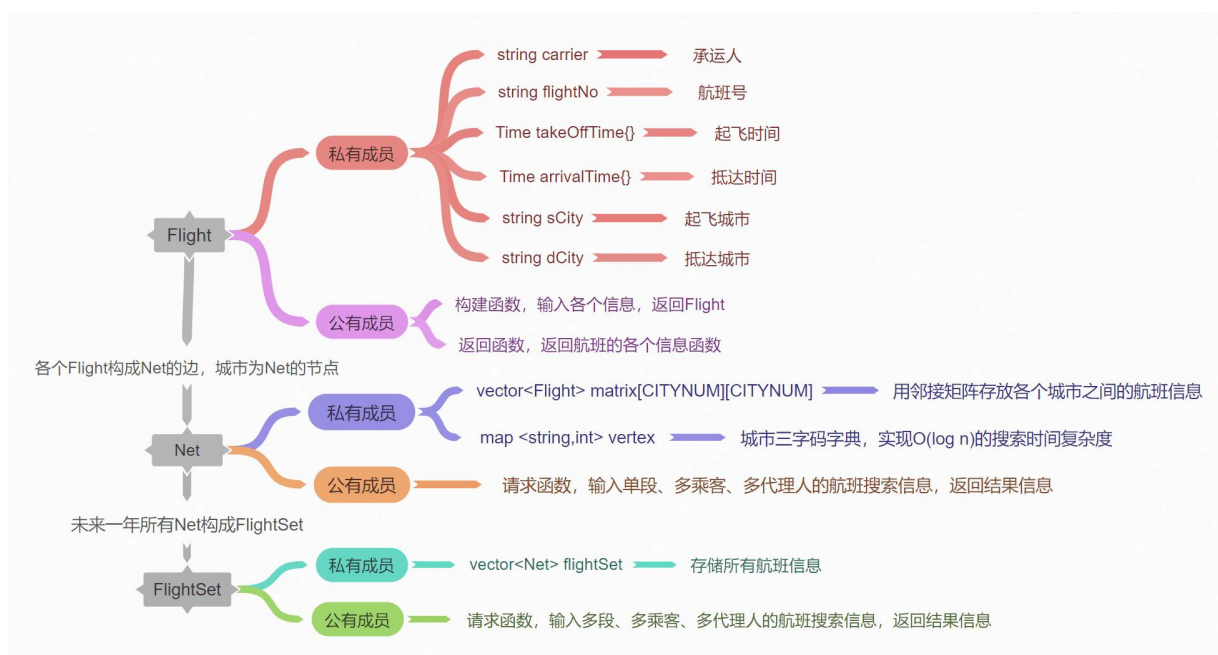 string carrier 承运人
string flightNo 航班号
私有成员
Time takeOffTime{} 起飞时间
Time arrivalTime{} 抵达时间
string sCity 起飞城市
Flight
string dCity 抵达城市
构建函数，输入各个信息，返回Flight
公有成员
返回函数，返回航班的各个信息函数
各个Flight构成Net的边，城市为Net的节点
vector<Flight> matrix[CITYNUM][CITYNUM] 用邻接矩阵存放各个城市之间的航班信息
私有成员
map <string,int> vertex 城市三字码字典，实现O(log n)的搜索时间复杂度
Net
公有成员 请求函数，输入单段、多乘客、多代理人的航班搜索信息，返回结果信息
未来一年所有Net构成FlightSet
私有成员 vector<Net> flightSet 存储所有航班信息
FlightSet
公有成员 请求函数，输入多段、多乘客、多代理人的航班搜索信息，返回结果信息